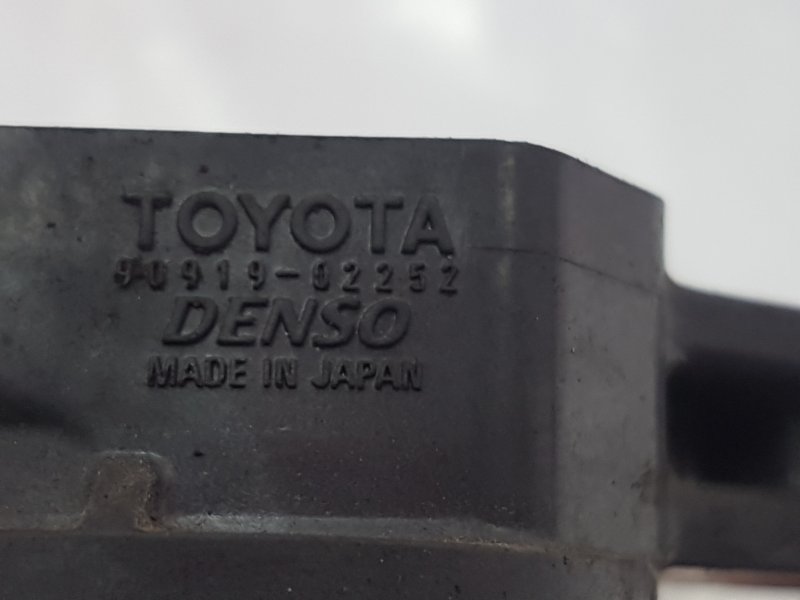 TOYOTA
90919-02252
DENSO
MADE IN JAPAN